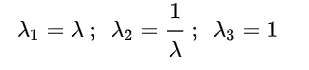 λ₁ = λ ; λ₂ = 1/λ ; λ₃ = 1